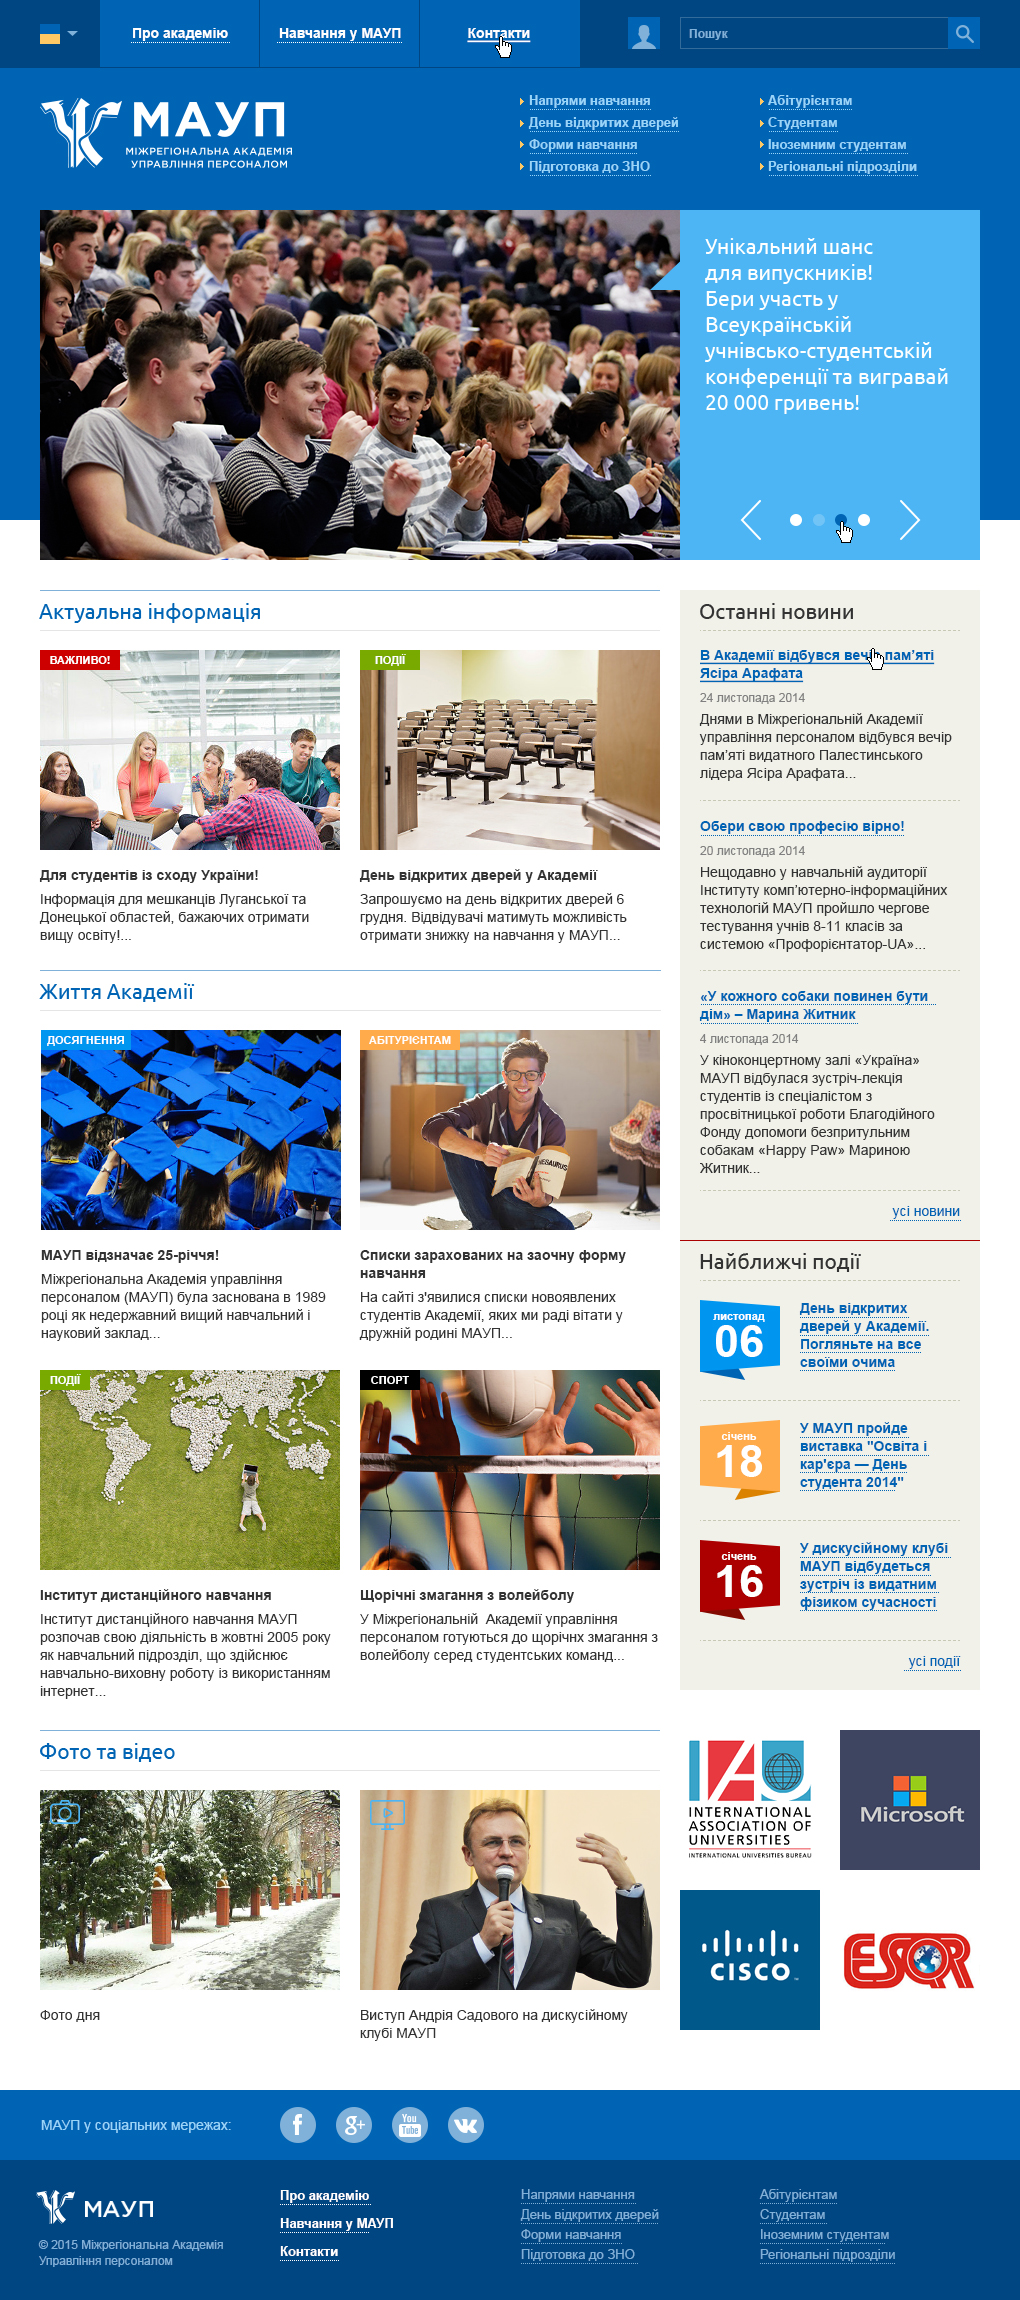 Про академію
Навчання у МАУП
Контакти
Пошук
МАУП
МІЖРЕГІОНАЛЬНА АКАДЕМІЯ
УПРАВЛІННЯ ПЕРСОНАЛОМ
Напрями навчання
День відкритих дверей
Форми навчання
Підготовка до ЗНО
Абітурієнтам
Студентам
Іноземним студентам
Регіональні підрозділи
Унікальний шанс
для випускників!
Бери участь у
Всеукраїнській
учнівсько-студентській
конференції та вигравай
20 000 гривень!
Актуальна інформація
ВАЖЛИВО!
Для студентів із сходу України!
Інформація для мешканців Луганської та
Донецької областей, бажаючих отримати
вищу освіту!...
ПОДІЇ
День відкритих дверей у Академії
Запрошуємо на день відкритих дверей 6
грудня. Відвідувачі матимуть можливість
отримати знижку на навчання у МАУП...
Життя Академії
ДОСЯГНЕННЯ
МАУП відзначає 25-річчя!
Міжрегіональна Академія управління
персоналом (МАУП) була заснована в 1989
році як недержавний вищий навчальний і
науковий заклад...
АБІТУРІЄНТАМ
THESAURUS
Списки зарахованих на заочну форму
навчання
На сайті з'явилися списки новоявлених
студентів Академії, яких ми раді вітати у
дружній родині МАУП...
ПОДІЇ
Інститут дистанційного навчання
Інститут дистанційного навчання МАУП
розпочав свою діяльність в жовтні 2005 року
як навчальний підрозділ, що здійснює
навчально-виховну роботу із використанням
інтернет...
СПОРТ
Щорічні змагання з волейболу
У Міжрегіональній Академії управління
персоналом готуються до щорічнх змагання з
волейболу серед студентських команд...
Фото та відео
Фото дня
Виступ Андрія Садового на дискусійному
клубі МАУП
Останні новини
В Академії відбувся вечір пам'яті
Ясіра Арафата
24 листопада 2014
Днями в Міжрегіональній Академії
управління персоналом відбувся вечір
пам'яті видатного Палестинського
лідера Ясіра Арафата...
Обери свою професію вірно!
20 листопада 2014
Нещодавно у навчальній аудиторії
Інституту комп'ютерно-інформаційних
технологій МАУП пройшло чергове
тестування учнів 8-11 класів за
системою «Профорієнтатор-UA»...
«У кожного собаки повинен бути
дім» – Марина Житник
4 листопада 2014
У кіноконцертному залі «Україна»
МАУП відбулася зустріч-лекція
студентів із спеціалістом з
просвітницької роботи Благодійного
Фонду допомоги безпритульним
собакам «Happy Paw» Мариною
Житник...
усі новини
Найближчі події
листопад
06
День відкритих
дверей у Академії.
Погляньте на все
своїми очима
січень
18
У МАУП пройде
виставка "Освіта і
кар'єра — День
студента 2014"
січень
16
У дискусійному клубі
МАУП відбудеться
зустріч із видатним
фізиком сучасності
усі події
IAU
INTERNATIONAL
ASSOCIATION OF
UNIVERSITIES
INTERNATIONAL UNIVERSITIES BUREAU
Microsoft
CISCO
ESQR
МАУП у соціальних мережах:
f
g+
You
Tube
МАУП
© 2015 Міжрегіональна Академія
Управління персоналом
Про академію
Навчання у МАУП
Контакти
Напрями навчання
День відкритих дверей
Форми навчання
Підготовка до ЗНО
Абітурієнтам
Студентам
Іноземним студентам
Регіональні підрозділи